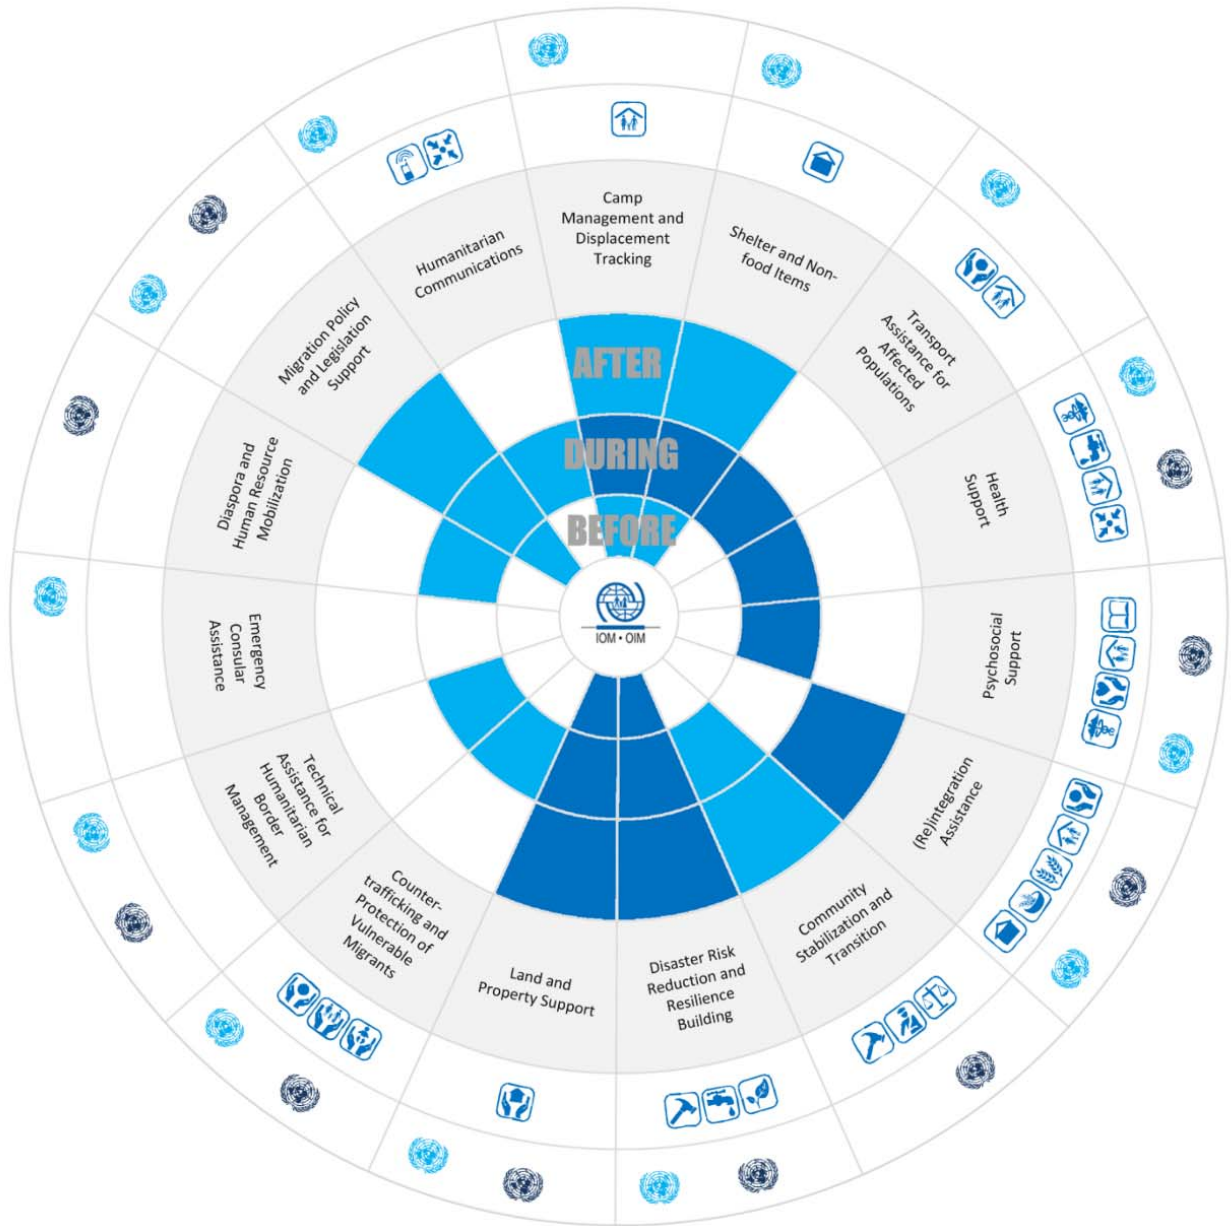 Camp
Management and
Displacement
Tracking
Shelter and Non-
food Items
Transport
Assistance for
Affected
Populations
Health
Support
Psychosocial
Support
(Re)integration
Assistance
Community
Stabilization and
Transition
Disaster Risk
Reduction and
Resilience
Building
Land and
Property Support
Counter-
trafficking and
Protection of
Vulnerable
Migrants
Technical
Assistance for
Humanitarian
Border
Management
Emergency
Consular
Assistance
Diaspora and
Human Resource
Mobilization
Migration Policy
and Legislation
Support
Humanitarian
Communications
AFTER
DURING
BEFORE
IOM • OIM